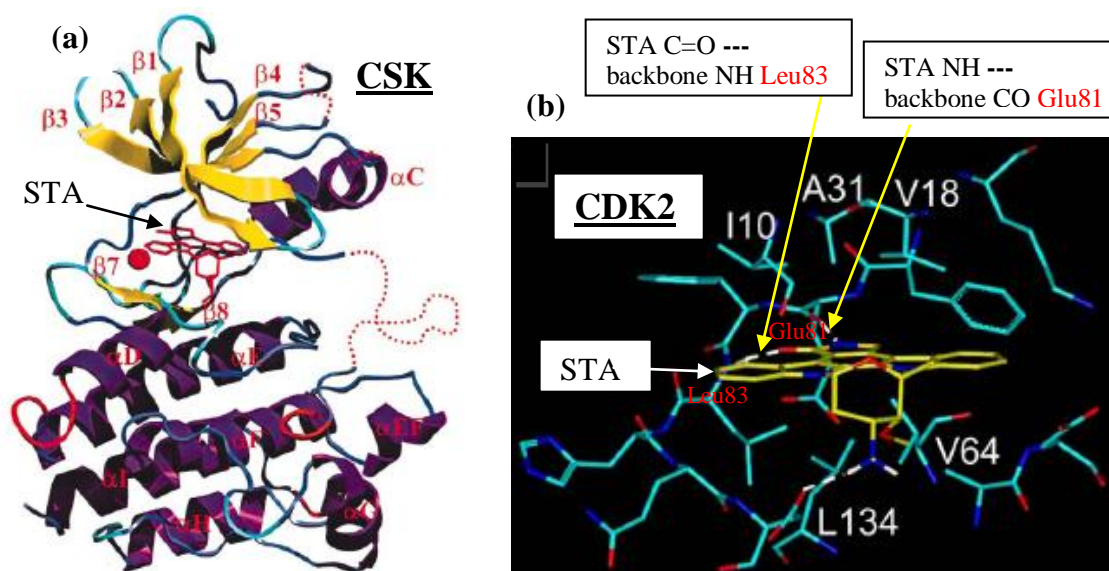 (a)
CSK
β1
β2
β3
β4
β5
αC
STA
β7
β8
αD
αE
αF
αEF
αI
αG
αH
STA C=O ---
backbone NH Leu83
STA NH ---
backbone CO Glu81
(b)
CDK2
A31
V18
I10
Glu81
STA
Leu83
V64
L134